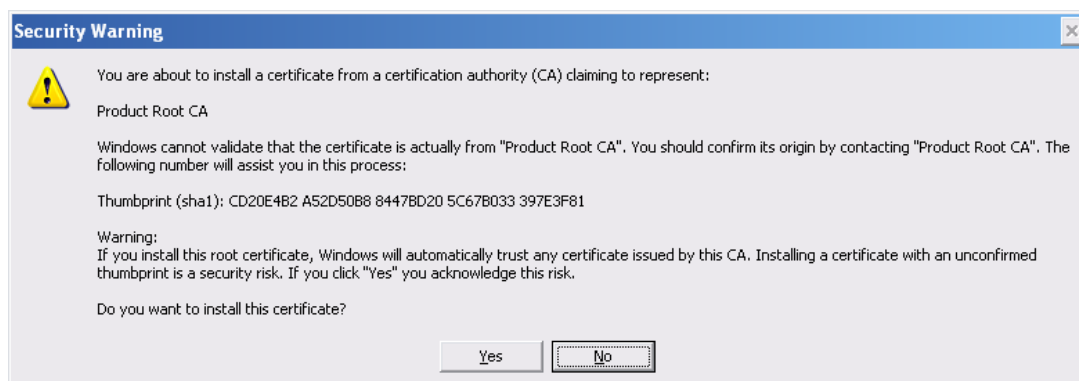 Security Warning
You are about to install a certificate from a certification authority (CA) claiming to represent:
Product Root CA
Windows cannot validate that the certificate is actually from "Product Root CA". You should confirm its origin by contacting "Product Root CA". The
following number will assist you in this process:
Thumbprint (sha1): CD20E4B2 A52D50B8 8447BD20 5C67B033 397E3F81
Warning:
If you install this root certificate, Windows will automatically trust any certificate issued by this CA. Installing a certificate with an unconfirmed
thumbprint is a security risk. If you click "Yes" you acknowledge this risk.
Do you want to install this certificate?
Yes
No